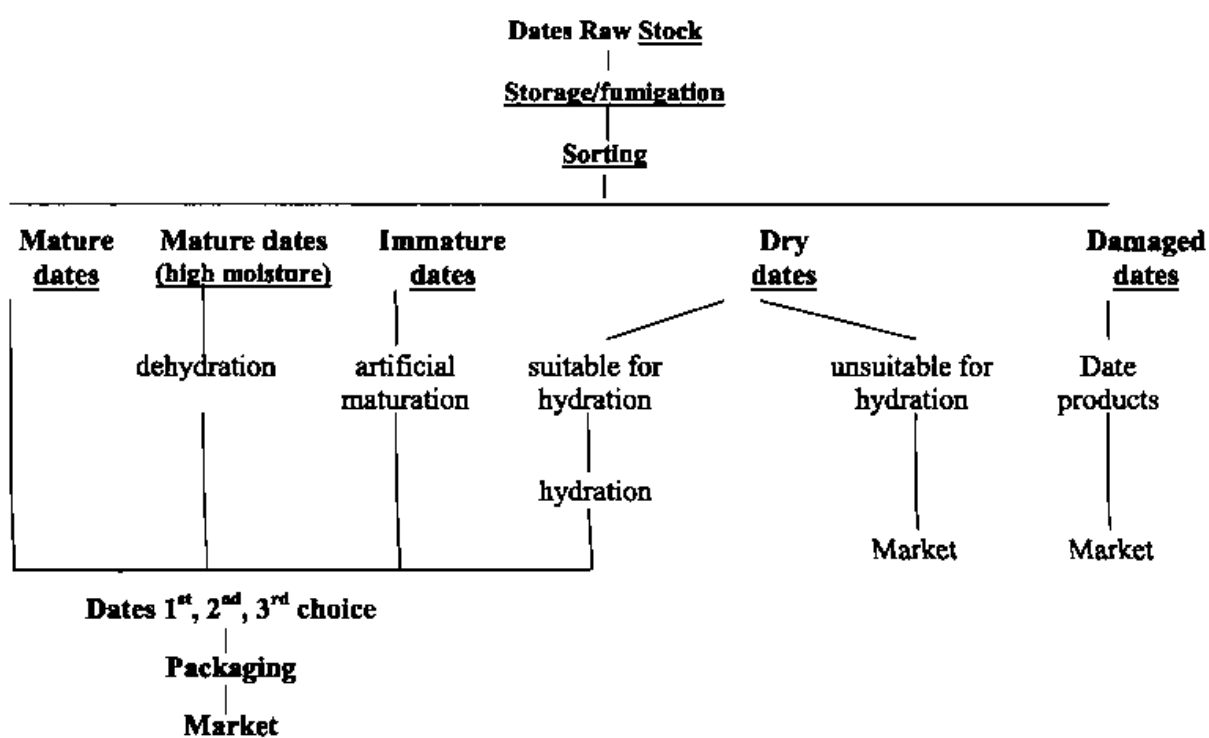 Dates Raw Stock
Storage/fumigation
Sorting
Mature
dates
Mature dates
(high moisture)
Immature
dates
Dry
dates
Damaged
dates
dehydration
artificial
maturation
suitable for
hydration
unsuitable for
hydration
Date
products
hydration
Market
Market
Dates 1st, 2nd, 3rd choice
Packaging
Market